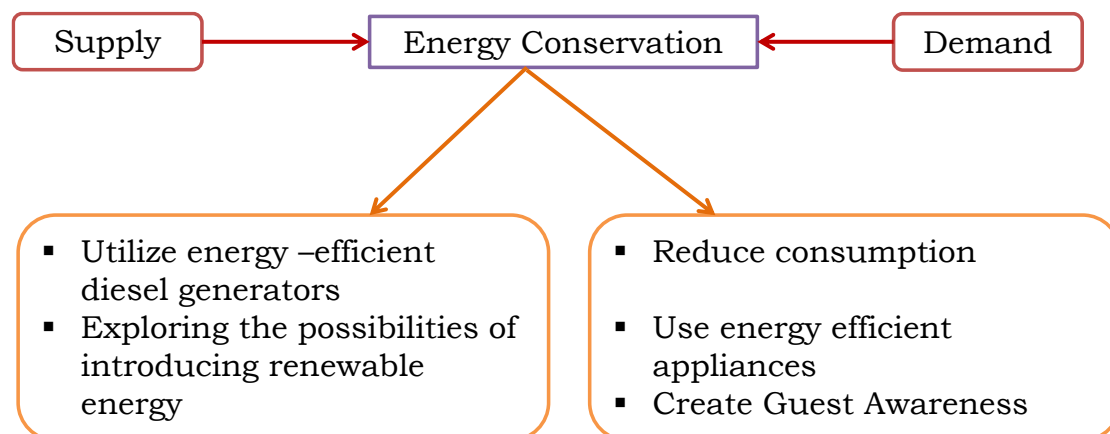 Supply
Energy Conservation
Demand
▪ Utilize energy –efficient
diesel generators
▪ Exploring the possibilities of
introducing renewable
energy
▪ Reduce consumption
▪ Use energy efficient
appliances
▪ Create Guest Awareness